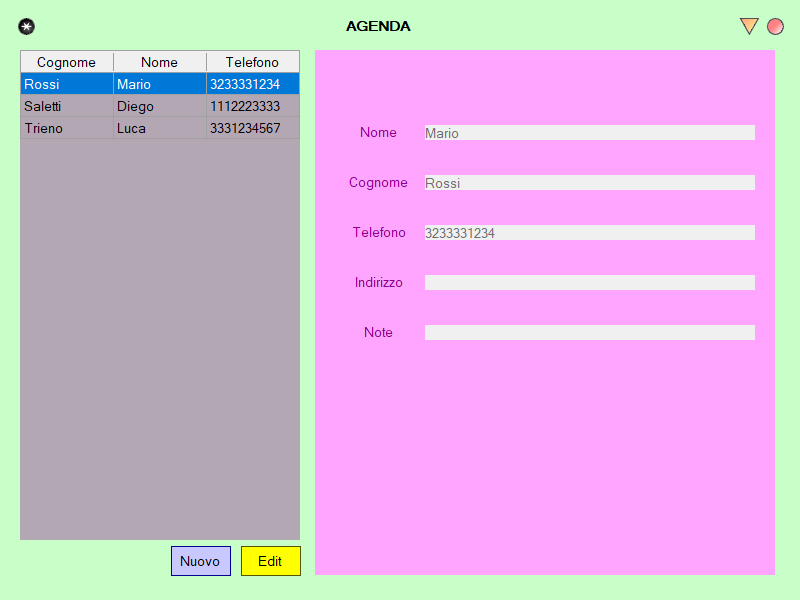 AGENDA
Cognome Nome Telefono
Rossi Mario 3233331234
Saletti Diego 1112223333
Trieno Luca 3331234567
Nuovo Edit
Nome Mario
Cognome Rossi
Telefono 3233331234
Indirizzo
Note